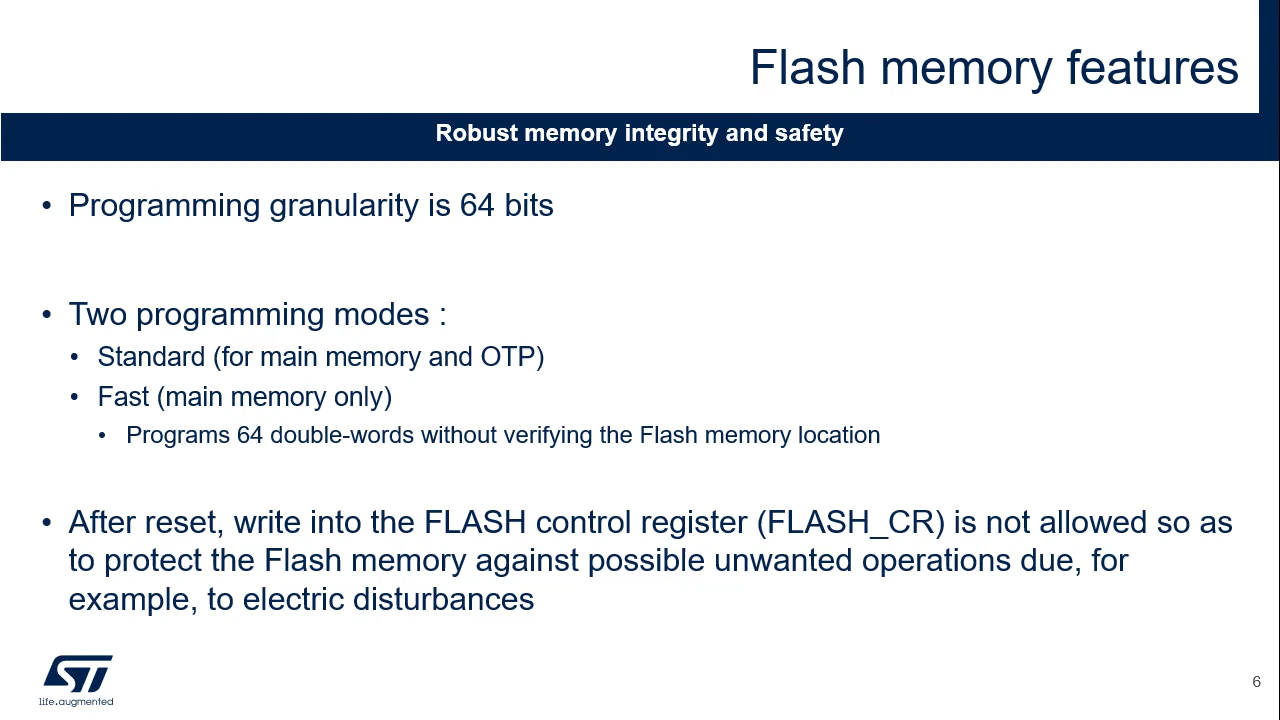 Flash memory features
Robust memory integrity and safety
• Programming granularity is 64 bits
• Two programming modes :
• Standard (for main memory and OTP)
• Fast (main memory only)
• Programs 64 double-words without verifying the Flash memory location
• After reset, write into the FLASH control register (FLASH_CR) is not allowed so as
to protect the Flash memory against possible unwanted operations due, for
example, to electric disturbances
ST
life.augmented
6